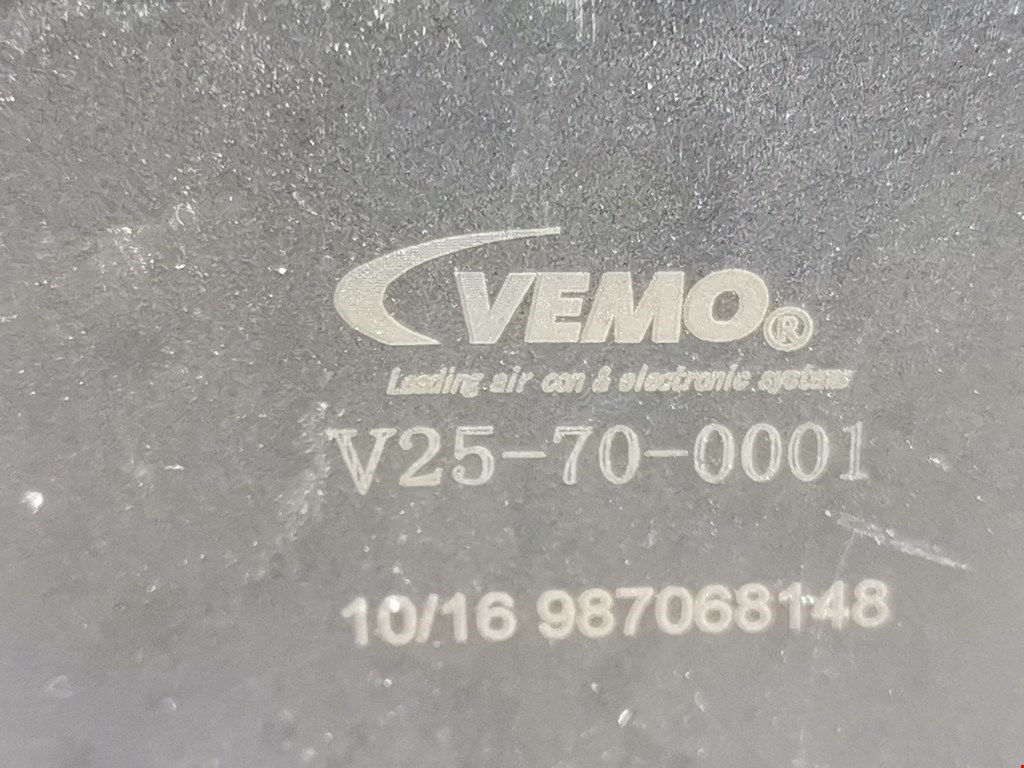 VEMO®
Leading air con & electronic systems
V25-70-0001
10/16 987068148